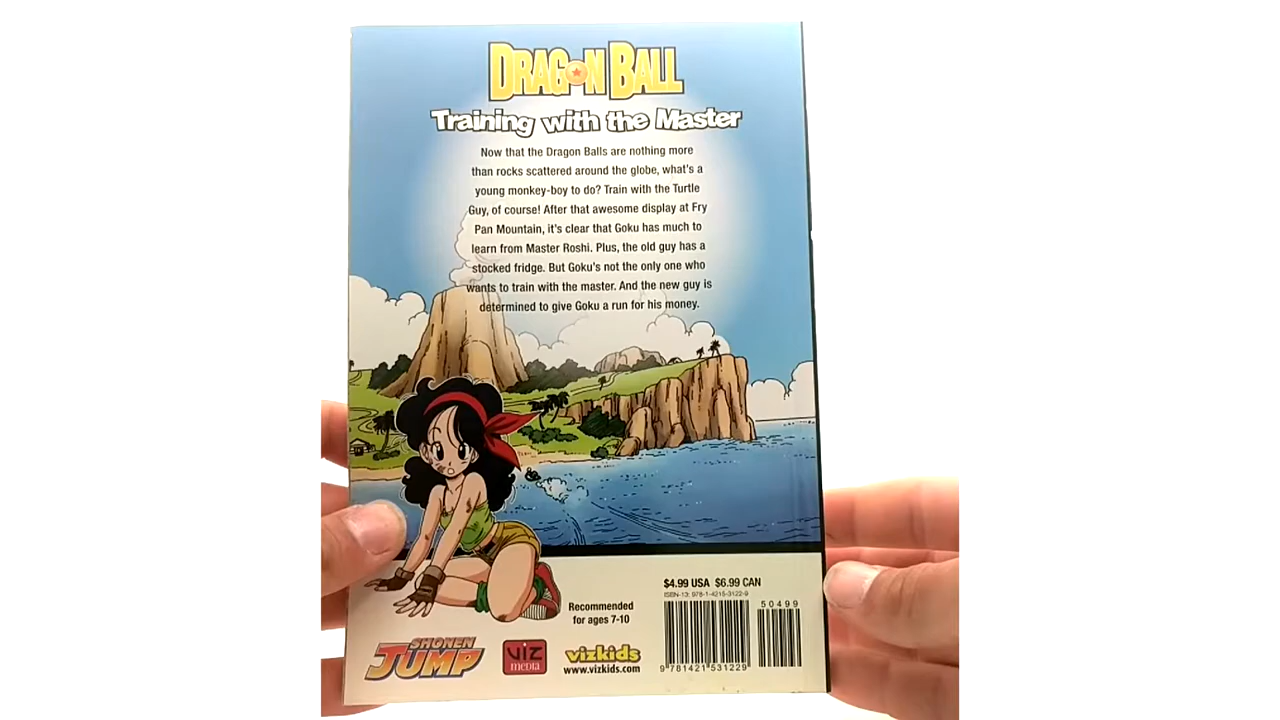 DRAGON BALL
Training with the Master
Now that the Dragon Balls are nothing more
than rocks scattered around the globe, what's a
young monkey-boy to do? Train with the Turtle
Guy, of course! After that awesome display at Fry
Pan Mountain, it's clear that Goku has much to
learn from Master Roshi. Plus, the old guy has a
stocked fridge. But Goku's not the only one who
wants to train with the master. And the new guy is
determined to give Goku a run for his money.
$4.99 USA $6.99 CAN
ISBN-13: 978-1-4215-3122-9
50499
Recommended
for ages 7-10
SHONEN
JUMP
VIZ
MEDIA
vizkids
www.vizkids.com
9 781421 531229